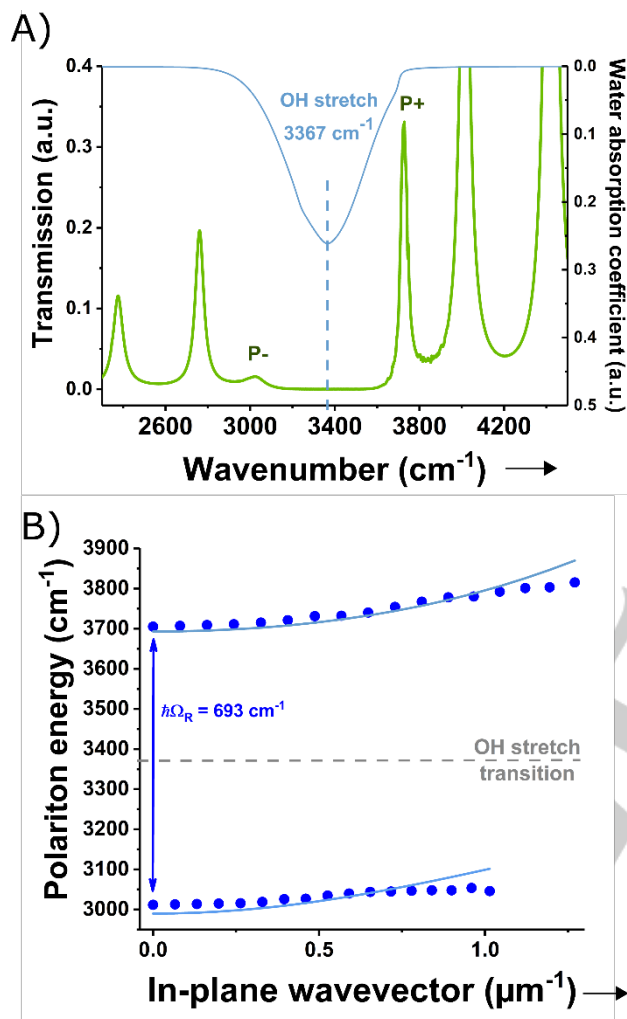 A)
Transmission (a.u.)
0.4
0.3
0.2
0.1
0.0
OH stretch
3367 cm⁻¹
P-
P+
0.0
0.1
0.2
0.3
0.4
0.5
Water absorption coefficient (a.u.)
2600
3000
3400
3800
4200
Wavenumber (cm⁻¹) →
B)
Polariton energy (cm⁻¹)
3900
3800
3700
3600
3500
3400
3300
3200
3100
3000
ℏΩ_R = 693 cm⁻¹
OH stretch
transition
0.0
0.5
1.0
In-plane wavevector (µm⁻¹) →